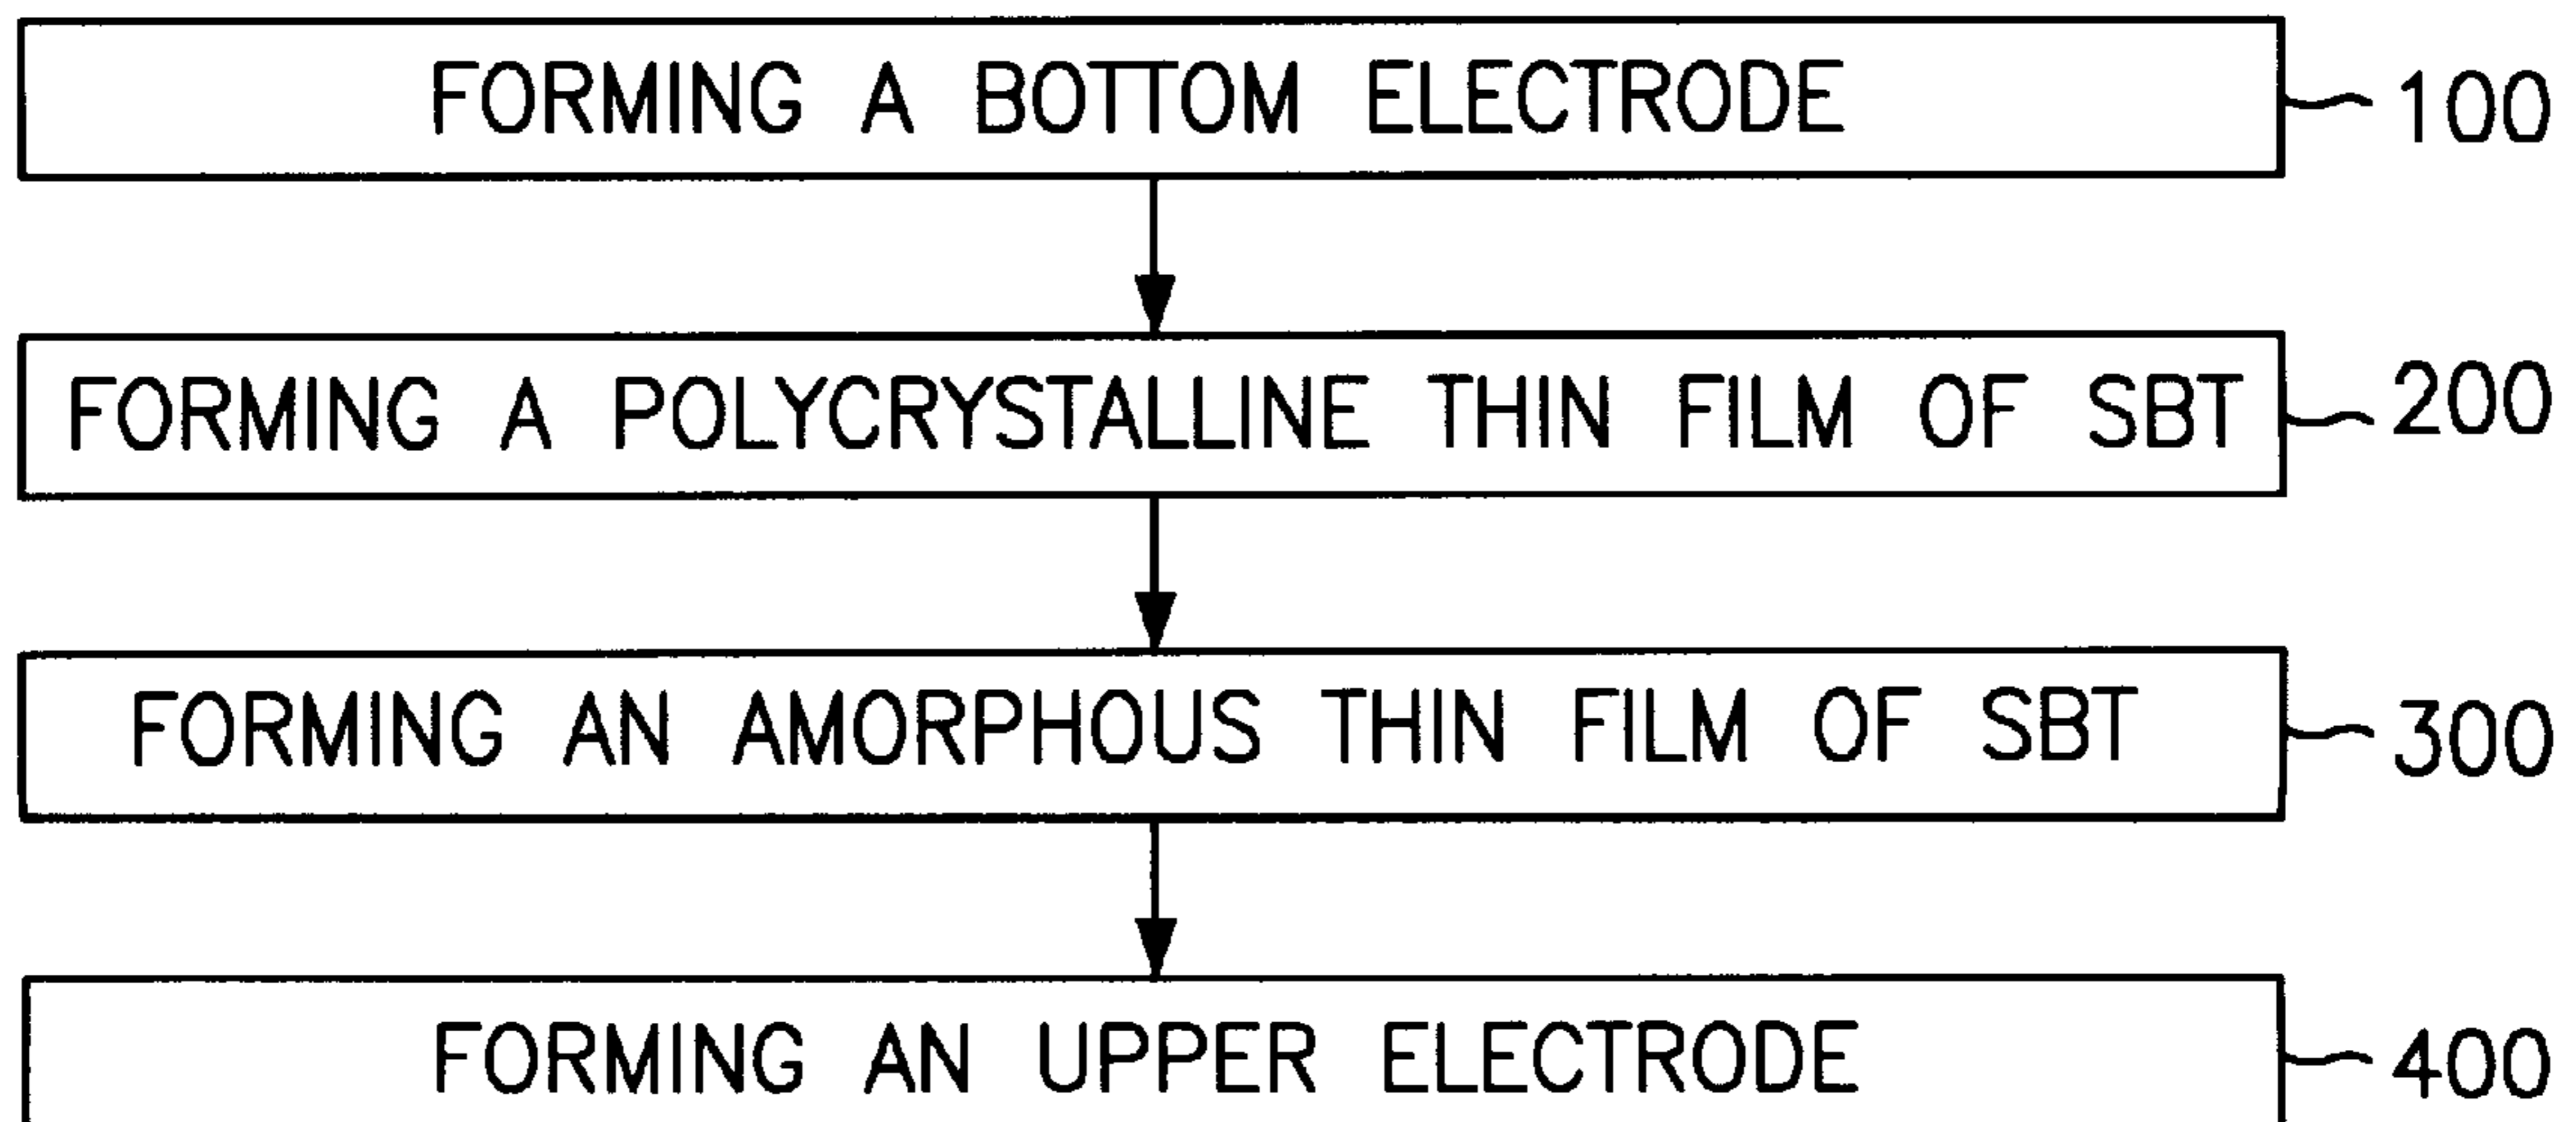 FORMING A BOTTOM ELECTRODE 100
FORMING A POLYCRYSTALLINE THIN FILM OF SBT 200
FORMING AN AMORPHOUS THIN FILM OF SBT 300
FORMING AN UPPER ELECTRODE 400